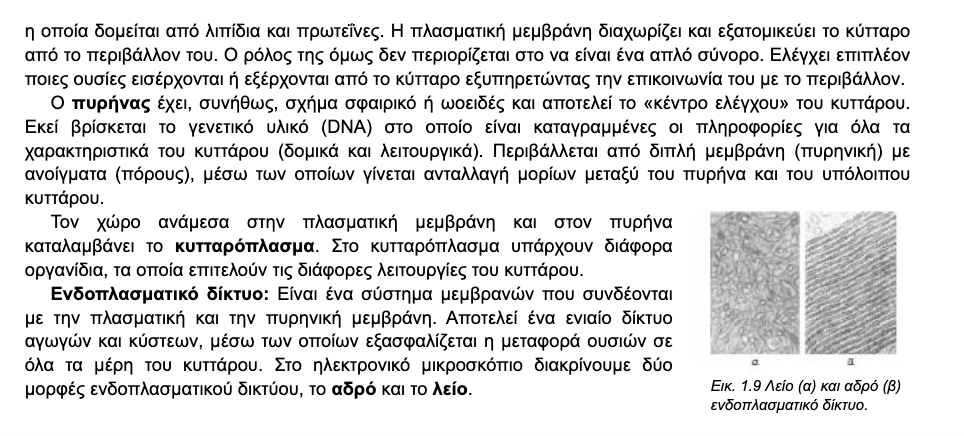 η οποία δομείται από λιπίδια και πρωτεΐνες. Η πλασματική μεμβράνη διαχωρίζει και εξατομικεύει το κύτταρο
από το περιβάλλον του. Ο ρόλος της όμως δεν περιορίζεται στο να είναι ένα απλό σύνορο. Ελέγχει επιπλέον
ποιες ουσίες εισέρχονται ή εξέρχονται από το κύτταρο εξυπηρετώντας την επικοινωνία του με το περιβάλλον.
Ο πυρήνας έχει, συνήθως, σχήμα σφαιρικό ή ωοειδές και αποτελεί το «κέντρο ελέγχου» του κυττάρου.
Εκεί βρίσκεται το γενετικό υλικό (DNA) στο οποίο είναι καταγραμμένες οι πληροφορίες για όλα τα
χαρακτηριστικά του κυττάρου (δομικά και λειτουργικά). Περιβάλλεται από διπλή μεμβράνη (πυρηνική) με
ανοίγματα (πόρους), μέσω των οποίων γίνεται ανταλλαγή μορίων μεταξύ του πυρήνα και του υπόλοιπου
κυττάρου.
Τον χώρο ανάμεσα στην πλασματική μεμβράνη και στον πυρήνα
καταλαμβάνει το κυτταρόπλασμα. Στο κυτταρόπλασμα υπάρχουν διάφορα
οργανίδια, τα οποία επιτελούν τις διάφορες λειτουργίες του κυττάρου.
Ενδοπλασματικό δίκτυο: Είναι ένα σύστημα μεμβρανών που συνδέονται
με την πλασματική και την πυρηνική μεμβράνη. Αποτελεί ένα ενιαίο δίκτυο
αγωγών και κύστεων, μέσω των οποίων εξασφαλίζεται η μεταφορά ουσιών σε
όλα τα μέρη του κυττάρου. Στο ηλεκτρονικό μικροσκόπιο διακρίνουμε δύο
μορφές ενδοπλασματικού δικτύου, το αδρό και το λείο.
α β
Εικ. 1.9 Λείο (α) και αδρό (β)
ενδοπλασματικό δίκτυο.